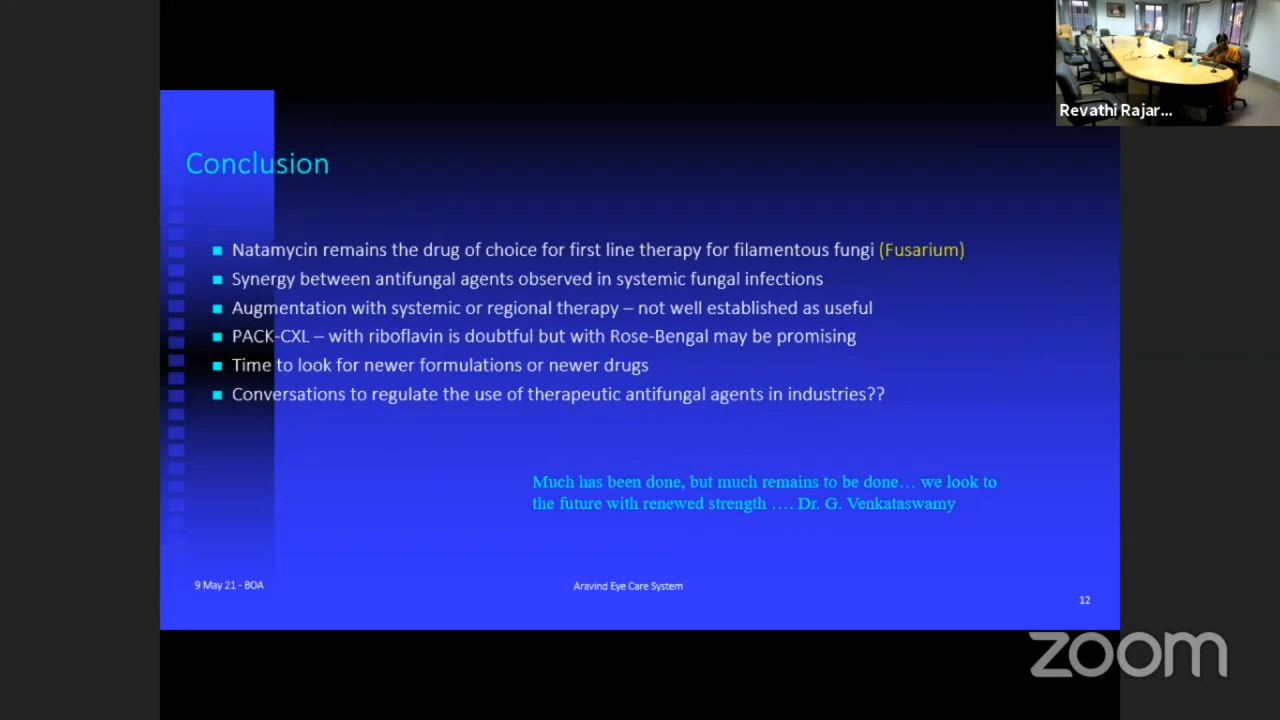 Revathi Rajar...
Conclusion
Natamycin remains the drug of choice for first line therapy for filamentous fungi (Fusarium)
Synergy between antifungal agents observed in systemic fungal infections
Augmentation with systemic or regional therapy – not well established as useful
PACK-CXL – with riboflavin is doubtful but with Rose-Bengal may be promising
Time to look for newer formulations or newer drugs
Conversations to regulate the use of therapeutic antifungal agents in industries??
Much has been done, but much remains to be done… we look to
the future with renewed strength …. Dr. G. Venkataswamy
9 May 21 - BOA
Aravind Eye Care System
12
zoom